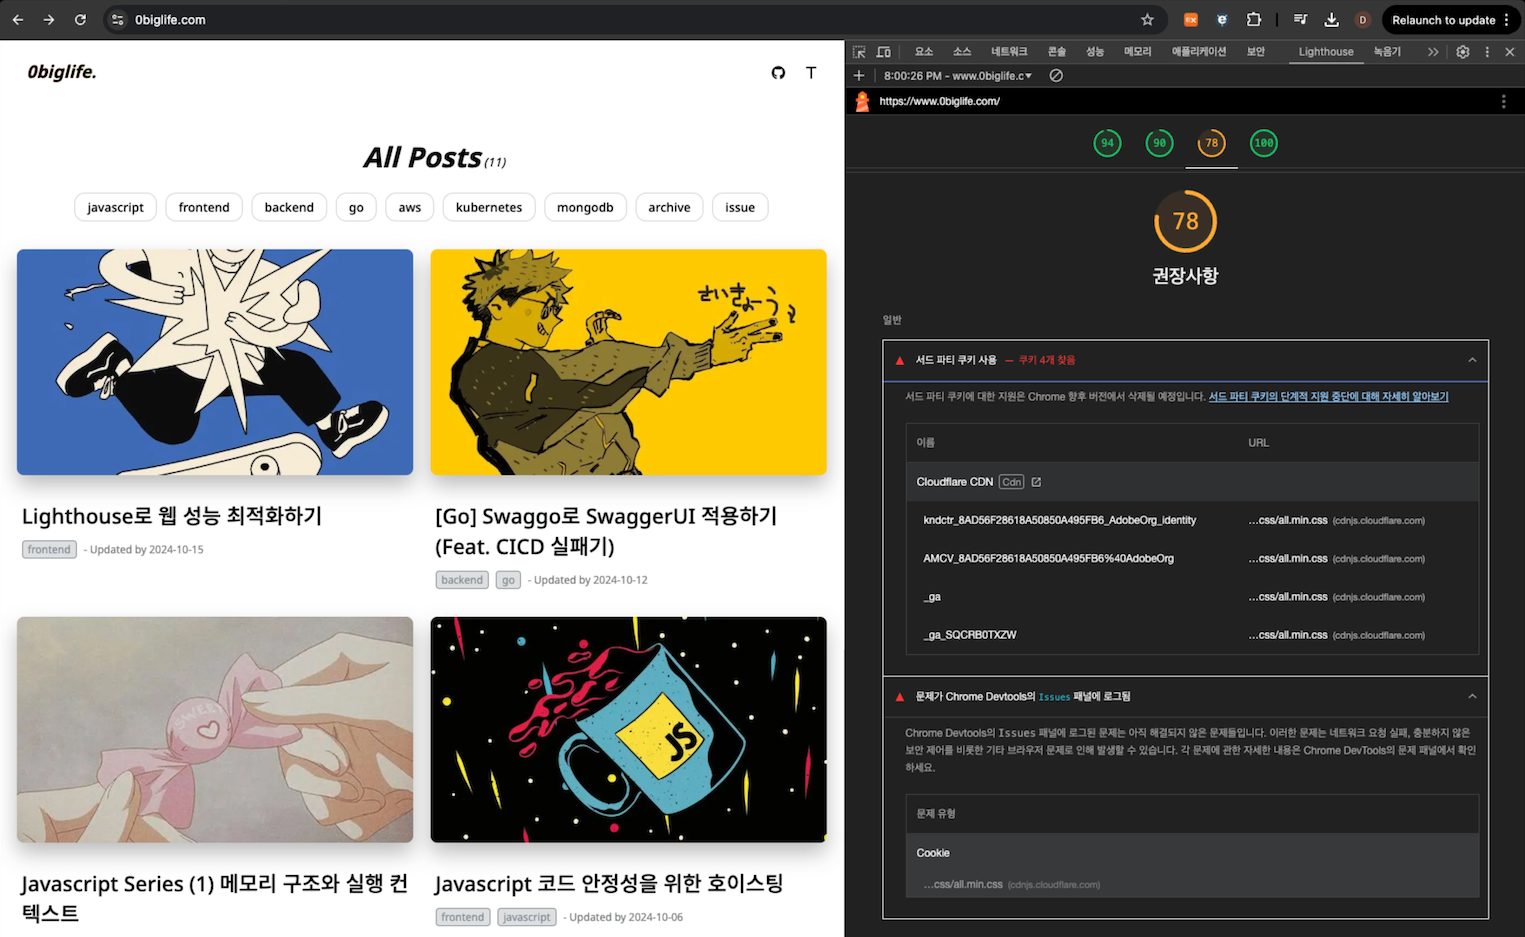 0biglife.com
Relaunch to update
D
0biglife.
T
All Posts (11)
javascript
frontend
backend
go
aws
kubernetes
mongodb
archive
issue
さいきょうっ
Lighthouse로 웹 성능 최적화하기
frontend - Updated by 2024-10-15
[Go] Swaggo로 SwaggerUI 적용하기
(Feat. CICD 실패기)
backend go - Updated by 2024-10-12
SWEET
JS
Javascript Series (1) 메모리 구조와 실행 컨
텍스트
Javascript 코드 안정성을 위한 호이스팅
frontend javascript - Updated by 2024-10-06
요소 소스 네트워크 콘솔 성능 메모리 애플리케이션 보안 Lighthouse 녹음기
8:00:26 PM - www.0biglife.c
https://www.0biglife.com/
94 90 78 100
78
권장사항
일반
서드 파티 쿠키 사용 — 쿠키 4개 찾음
서드 파티 쿠키에 대한 지원은 Chrome 향후 버전에서 삭제될 예정입니다. 서드 파티 쿠키의 단계적 지원 중단에 대해 자세히 알아보기
이름 URL
Cloudflare CDN Cdn
kndctr_8AD56F28618A50850A495FB6_AdobeOrg_identity …css/all.min.css (cdnjs.cloudflare.com)
AMCV_8AD56F28618A50850A495FB6%40AdobeOrg …css/all.min.css (cdnjs.cloudflare.com)
_ga …css/all.min.css (cdnjs.cloudflare.com)
_ga_SQCRB0TXZW …css/all.min.css (cdnjs.cloudflare.com)
문제가 Chrome Devtools의 Issues 패널에 로그됨
Chrome Devtools의 Issues 패널에 로그된 문제는 아직 해결되지 않은 문제들입니다. 이러한 문제는 네트워크 요청 실패, 충분하지 않은
보안 제어를 비롯한 기타 브라우저 문제로 인해 발생할 수 있습니다. 각 문제에 관한 자세한 내용은 Chrome DevTools의 문제 패널에서 확인
하세요.
문제 유형
Cookie
…css/all.min.css (cdnjs.cloudflare.com)